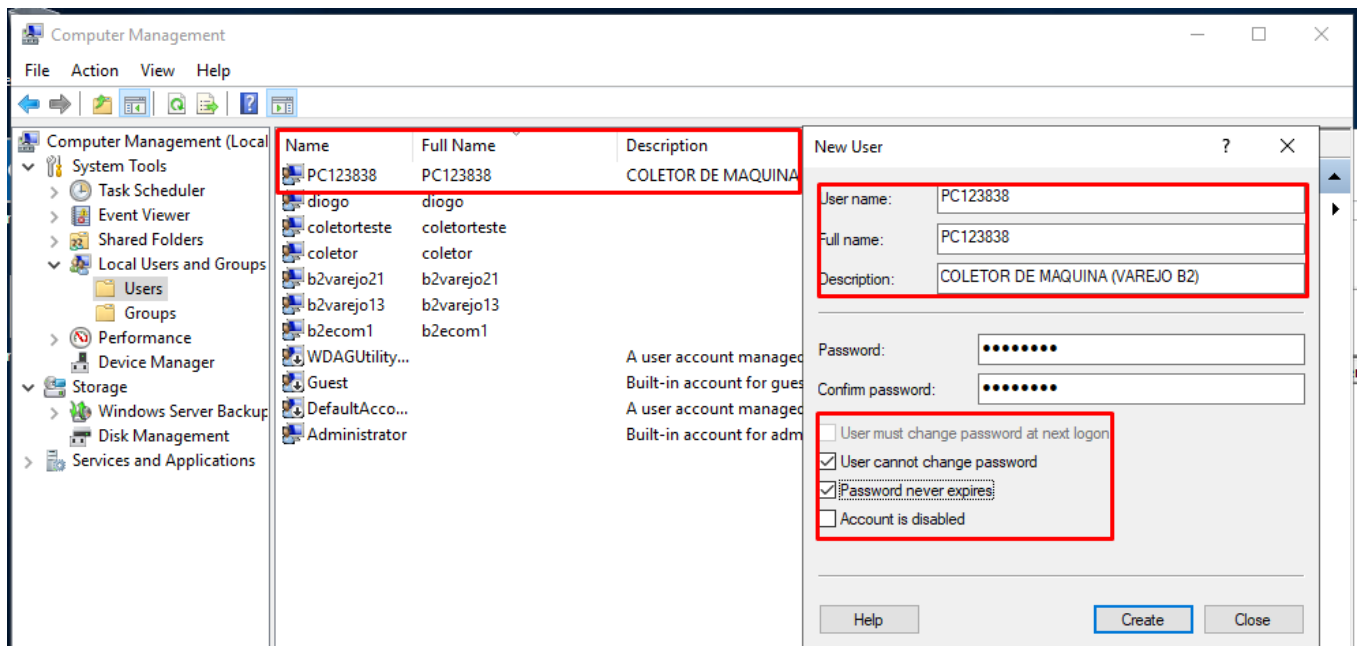 Computer Management
File Action View Help
Computer Management (Local
System Tools
Task Scheduler
Event Viewer
Shared Folders
Local Users and Groups
Users
Groups
Performance
Device Manager
Storage
Windows Server Backup
Disk Management
Services and Applications
Name Full Name Description
PC123838 PC123838 COLETOR DE MAQUINA
diogo diogo
coletorteste coletorteste
coletor coletor
b2varejo21 b2varejo21
b2varejo13 b2varejo13
b2ecom1 b2ecom1
WDAGUtility... A user account managed
Guest Built-in account for gues
DefaultAcco... A user account managed
Administrator Built-in account for adm
New User
User name: PC123838
Full name: PC123838
Description: COLETOR DE MAQUINA (VAREJO B2)
Password: ••••••••
Confirm password: ••••••••
User must change password at next logon
User cannot change password
Password never expires
Account is disabled
Help Create Close